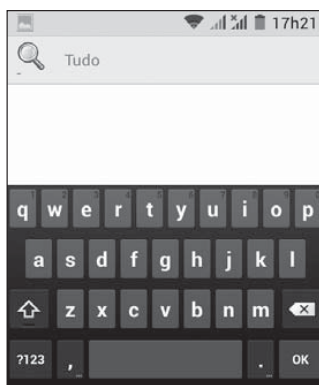 17h21
Tudo
q w e r t y u i o p
a s d f g h j k l
z x c v b n m
?123 , . OK